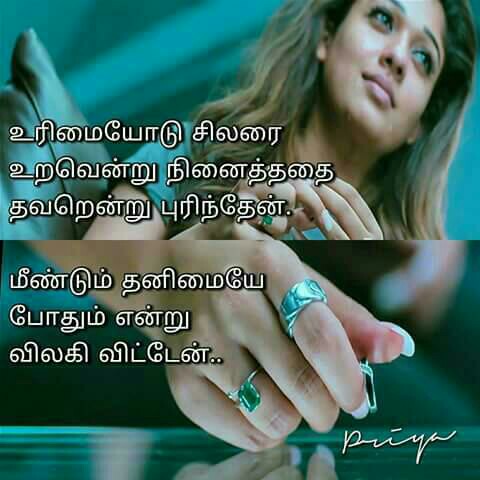 உரிமையோடு சிலரை
உறவென்று நினைத்ததை
தவறென்று புரிந்தேன்.
மீண்டும் தனிமையே
போதும் என்று
விலகி விட்டேன்..
Priya